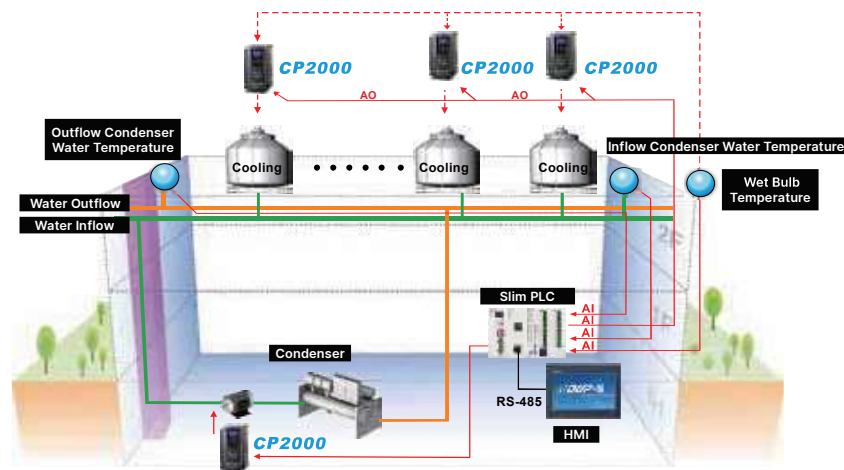 CP2000
CP2000
CP2000
AO
AO
Outflow Condenser
Water Temperature
Inflow Condenser Water Temperature
Cooling
Cooling
Cooling
Wet Bulb
Temperature
Water Outflow
Water Inflow
2F
Slim PLC
AI
AI
AI
AI
Condenser
RS-485
HMI
CP2000